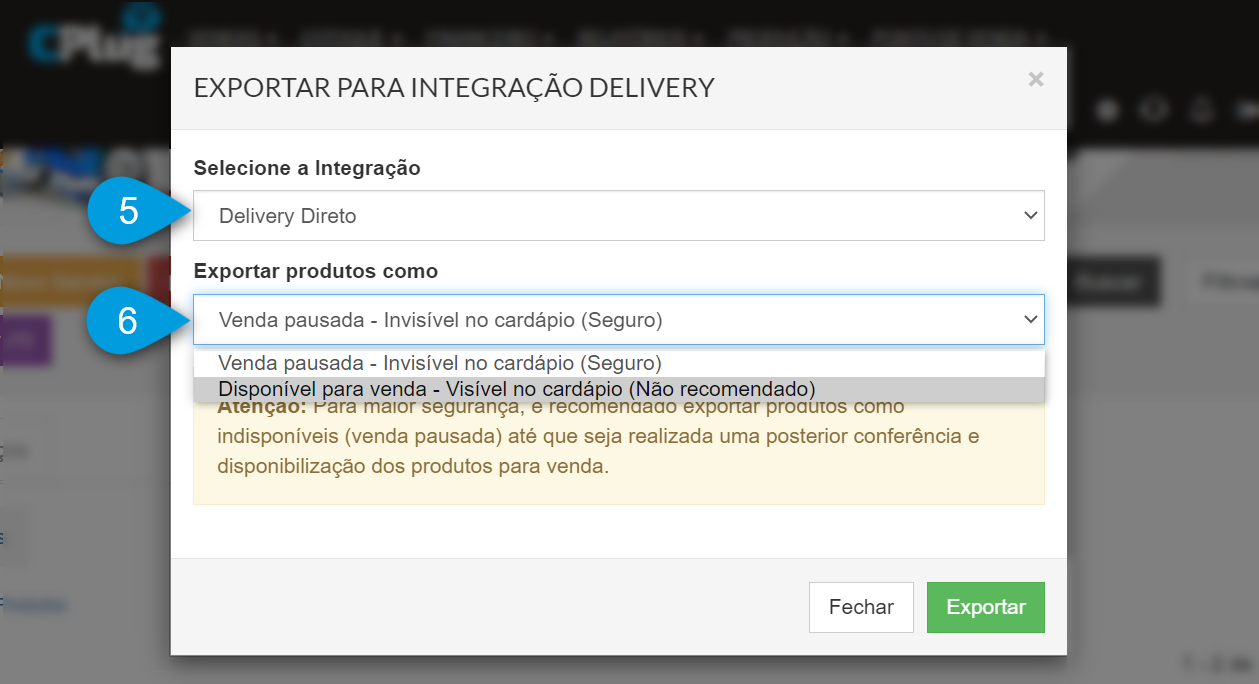 CPlug
EXPORTAR PARA INTEGRAÇÃO DELIVERY
×
Selecione a Integração
5
Delivery Direto
Exportar produtos como
6
Venda pausada - Invisível no cardápio (Seguro)
Venda pausada - Invisível no cardápio (Seguro)
Disponível para venda - Visível no cardápio (Não recomendado)
Atenção: Para maior segurança, é recomendado exportar produtos como
indisponíveis (venda pausada) até que seja realizada uma posterior conferência e
disponibilização dos produtos para venda.
Fechar
Exportar